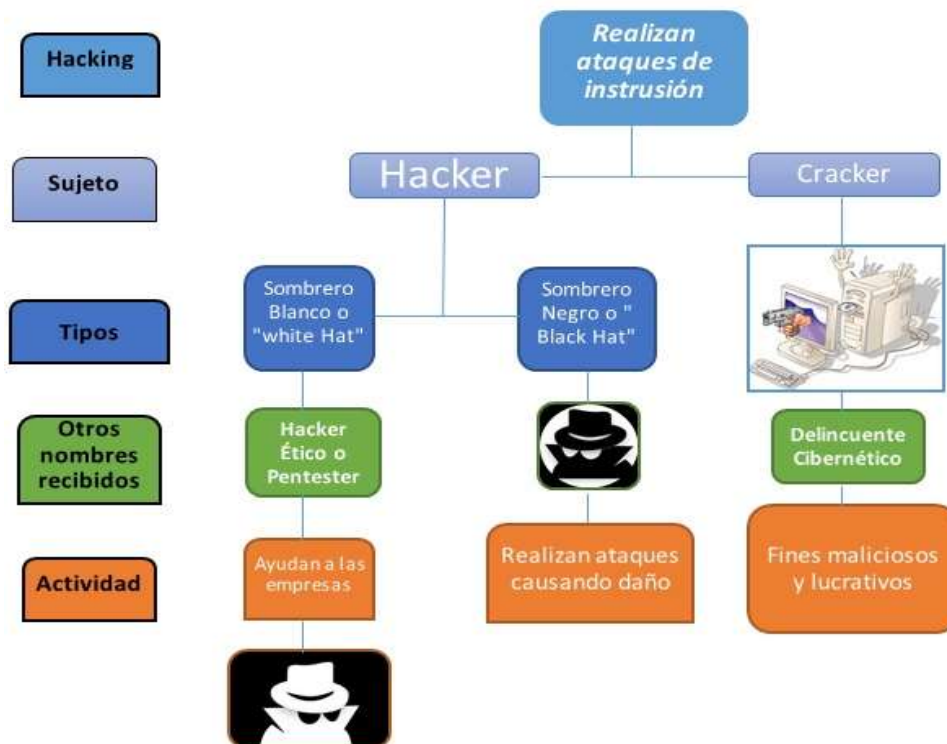 Hacking
Realizan
ataques de
instrusión
Sujeto
Hacker
Cracker
Tipos
Sombrero
Blanco o
"white Hat"
Sombrero
Negro o "
Black Hat"
Otros
nombres
recibidos
Hacker
Ético o
Pentester
Delincuente
Cibernético
Actividad
Ayudan a las
empresas
Realizan ataques
causando daño
Fines maliciosos
y lucrativos